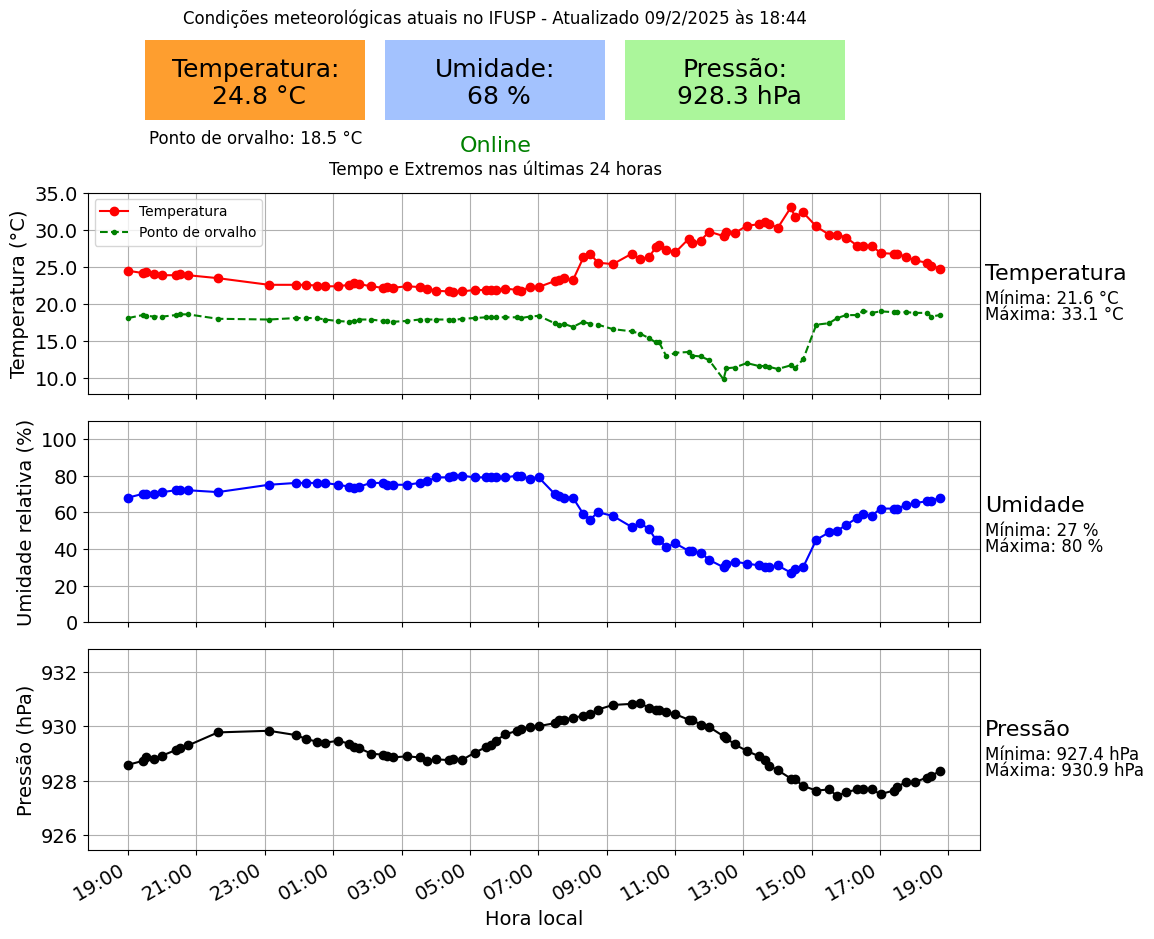 Condições meteorológicas atuais no IFUSP - Atualizado 09/2/2025 às 18:44
Temperatura:
24.8 °C
Umidade:
68 %
Pressão:
928.3 hPa
Ponto de orvalho: 18.5 °C
Online
Tempo e Extremos nas últimas 24 horas
Temperatura (°C)
35.0
30.0
25.0
20.0
15.0
10.0
Temperatura
Ponto de orvalho
Temperatura
Mínima: 21.6 °C
Máxima: 33.1 °C
Umidade relativa (%)
100
80
60
40
20
0
Umidade
Mínima: 27 %
Máxima: 80 %
Pressão (hPa)
932
930
928
926
Pressão
Mínima: 927.4 hPa
Máxima: 930.9 hPa
19:00
21:00
23:00
01:00
03:00
05:00
07:00
09:00
11:00
13:00
15:00
17:00
19:00
Hora local